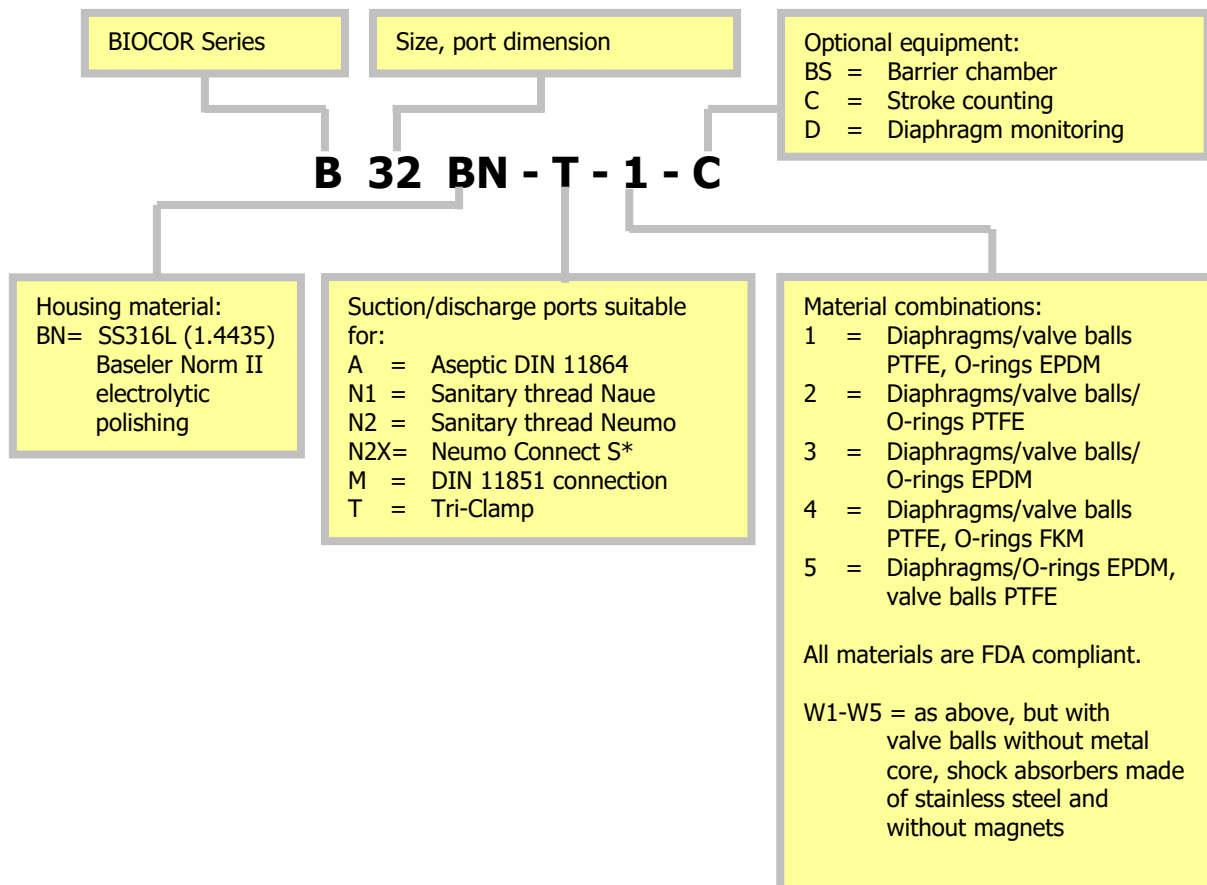 BIOCOR Series
Size, port dimension
Optional equipment:
BS = Barrier chamber
C = Stroke counting
D = Diaphragm monitoring
B 32 BN - T - 1 - C
Housing material:
BN= SS316L (1.4435)
Baseler Norm II
electrolytic
polishing
Suction/discharge ports suitable
for:
A = Aseptic DIN 11864
N1 = Sanitary thread Naue
N2 = Sanitary thread Neumo
N2X= Neumo Connect S*
M = DIN 11851 connection
T = Tri-Clamp
Material combinations:
1 = Diaphragms/valve balls
PTFE, O-rings EPDM
2 = Diaphragms/valve balls/
O-rings PTFE
3 = Diaphragms/valve balls/
O-rings EPDM
4 = Diaphragms/valve balls
PTFE, O-rings FKM
5 = Diaphragms/O-rings EPDM,
valve balls PTFE
All materials are FDA compliant.
W1-W5 = as above, but with
valve balls without metal
core, shock absorbers made
of stainless steel and
without magnets